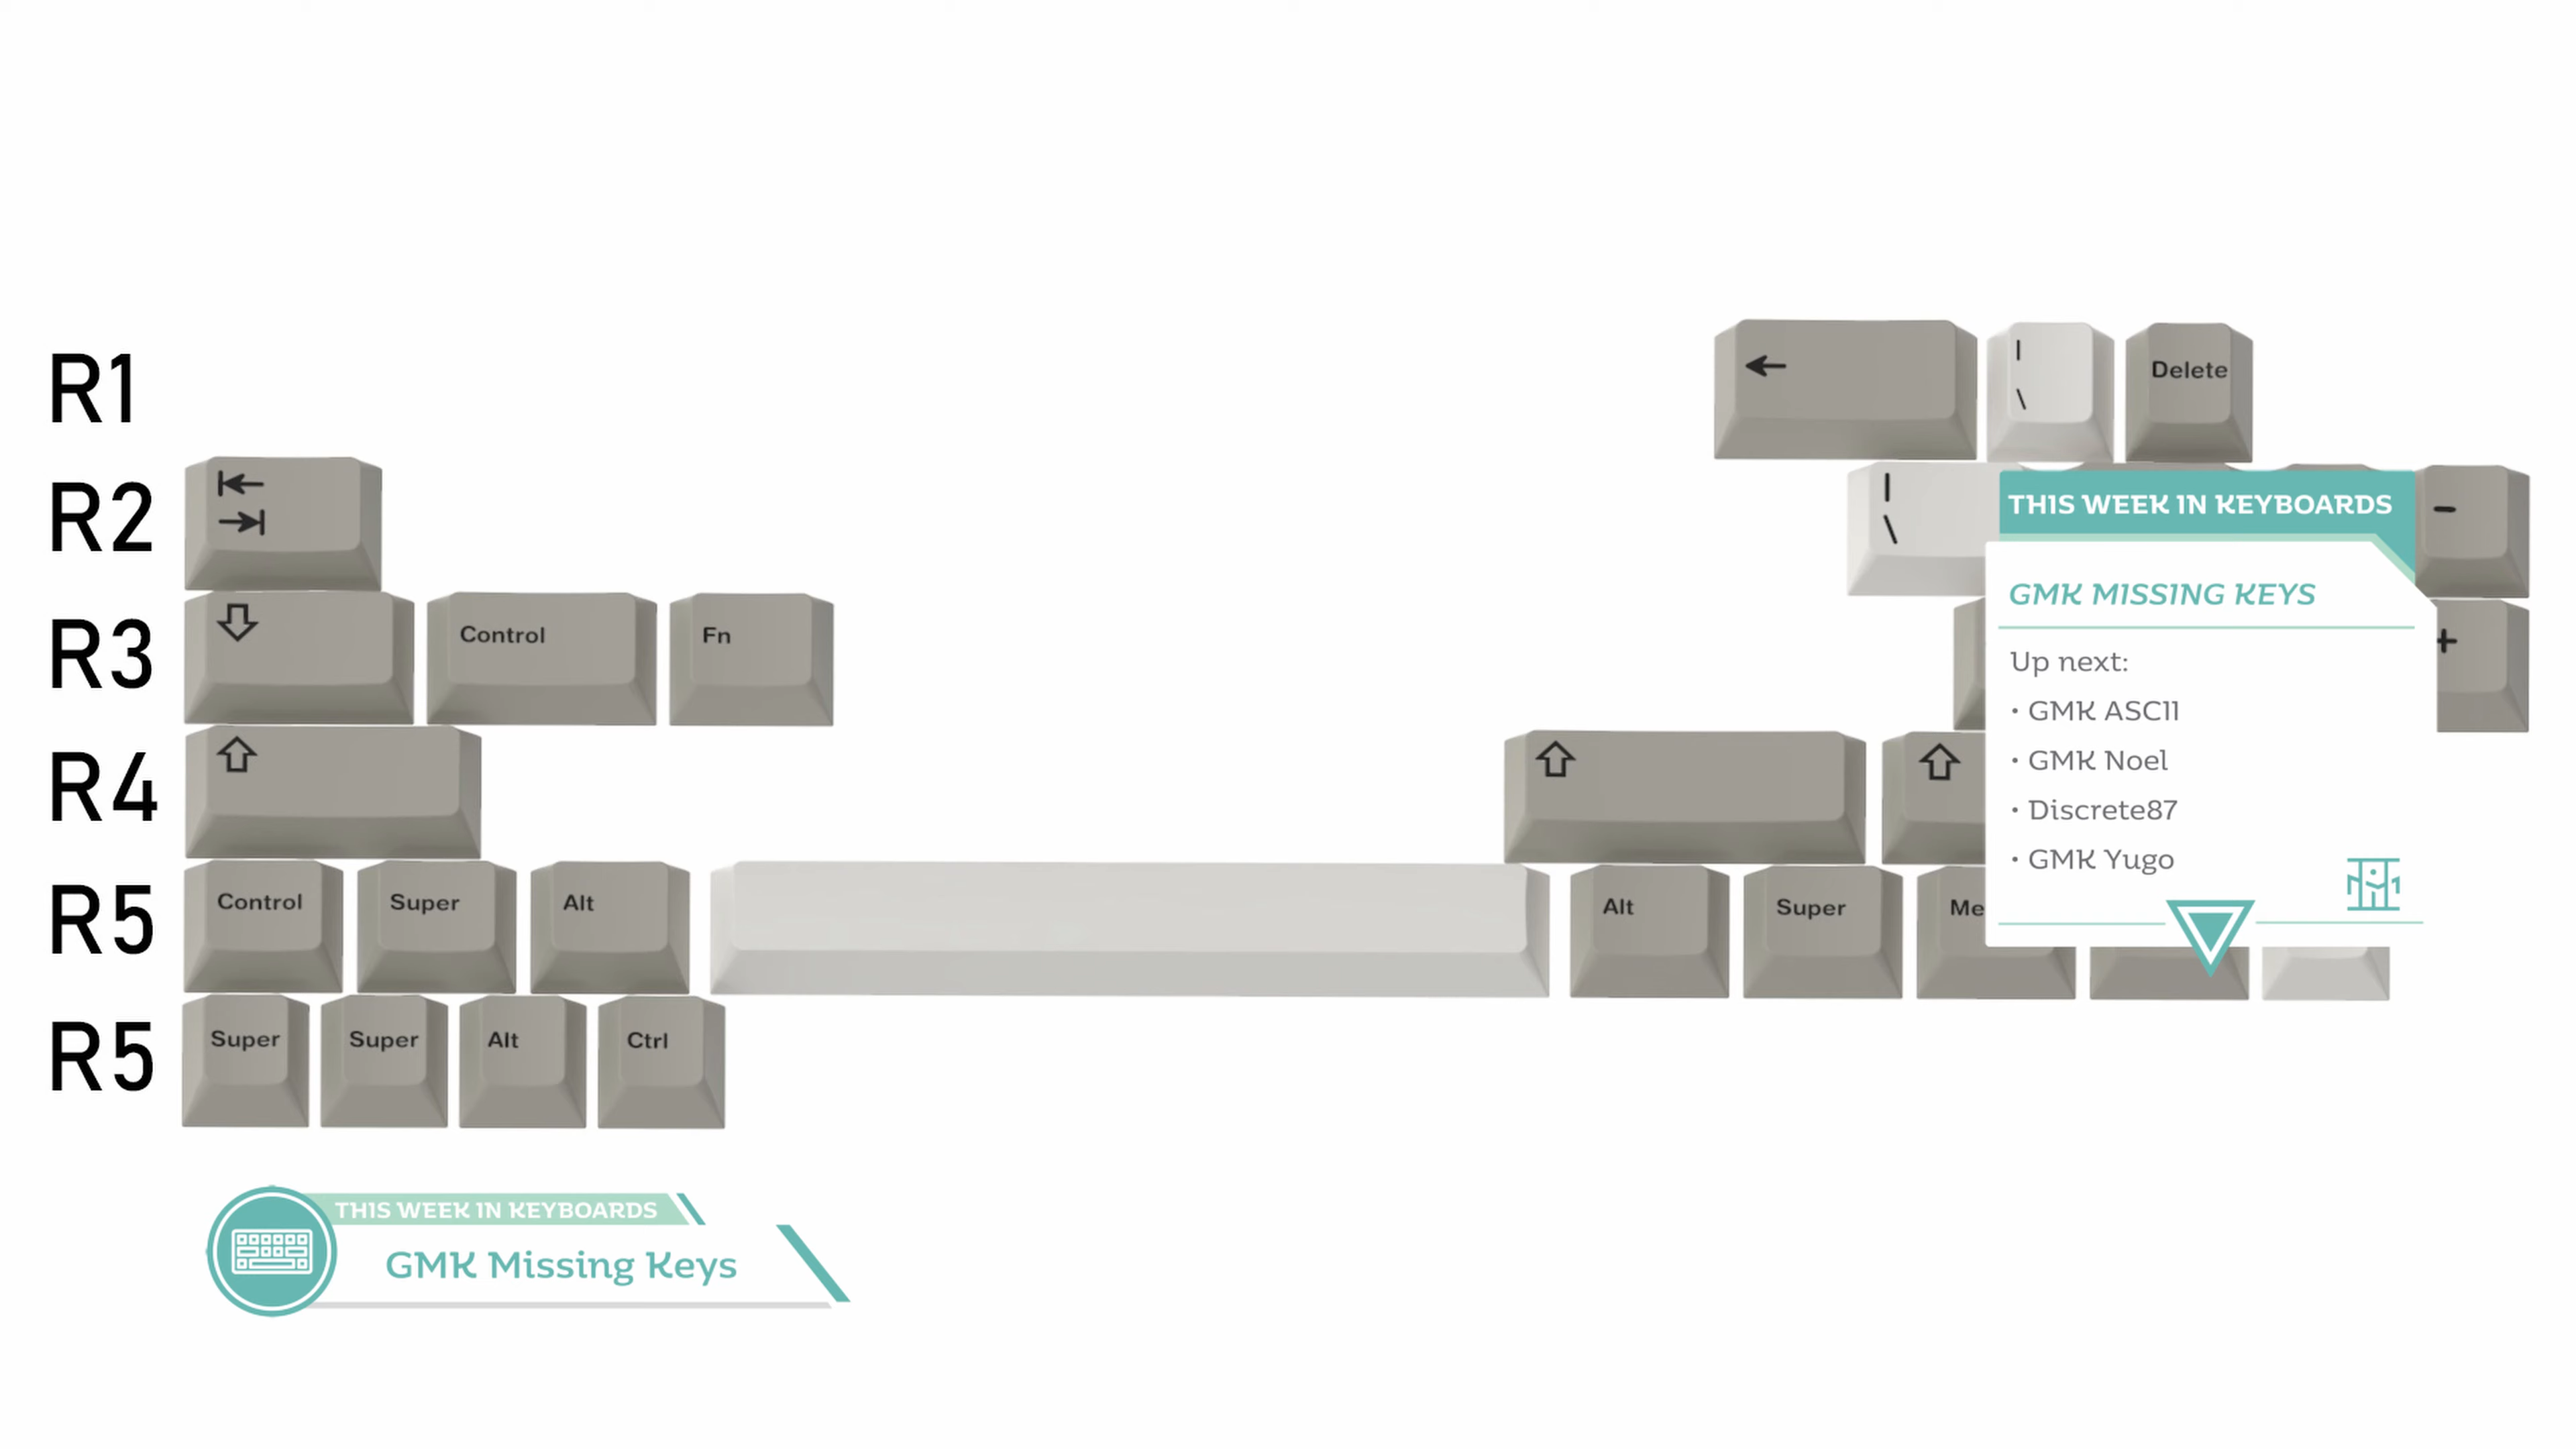 R1
|
\
Delete
R2
|
\
-
R3
Control
Fn
+
R4
R5
Control
Super
Alt
Alt
Super
Me
R5
Super
Super
Alt
Ctrl
THIS WEEK IN KEYBOARDS
GMK MISSING KEYS
Up next:
• GMK ASCII
• GMK Noel
• Discrete87
• GMK Yugo
THIS WEEK IN KEYBOARDS
GMK Missing Keys